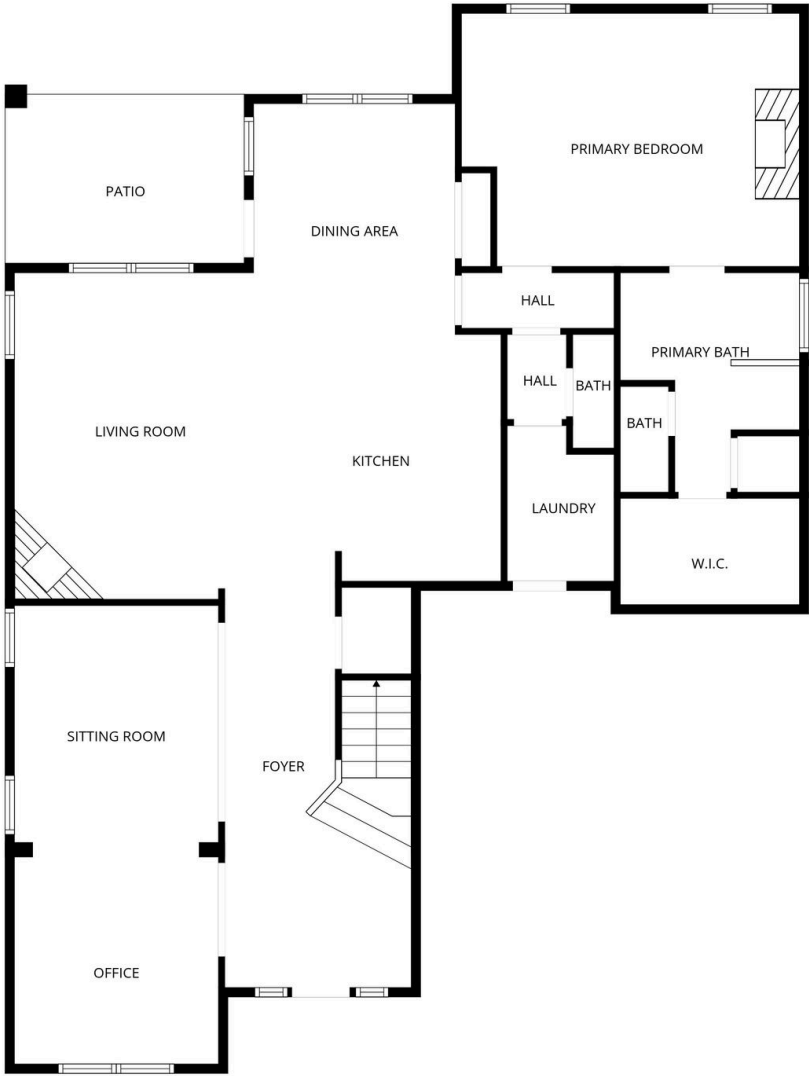 PRIMARY BEDROOM
PATIO
DINING AREA
HALL
PRIMARY BATH
HALL
BATH
BATH
LIVING ROOM
KITCHEN
LAUNDRY
W.I.C.
SITTING ROOM
FOYER
OFFICE